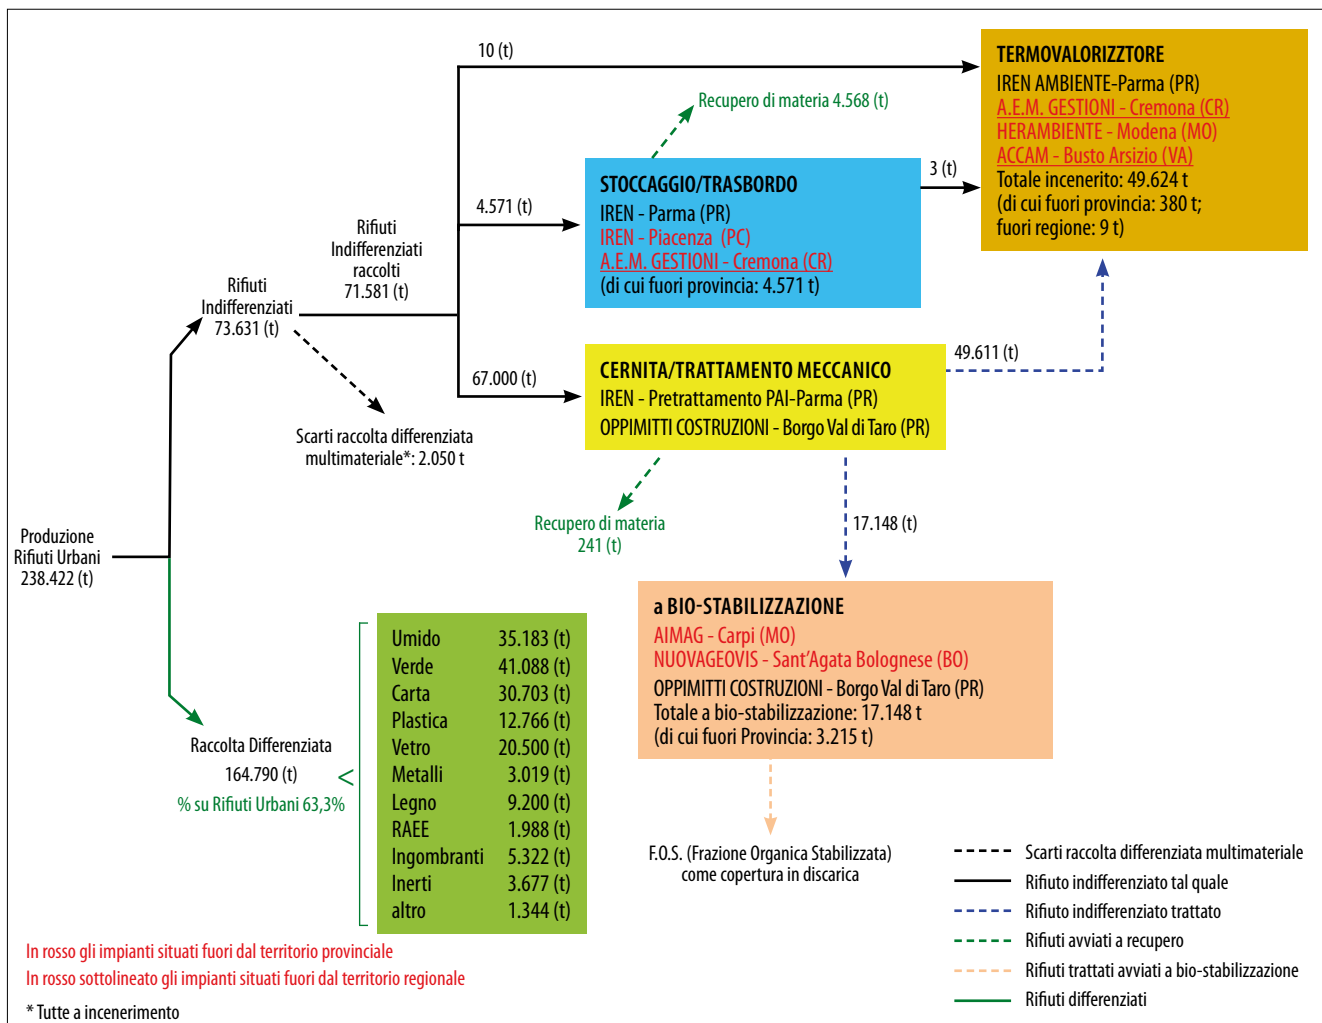 10 (t)
TERMOVALORIZZTORE
IREN AMBIENTE-Parma (PR)
A.E.M. GESTIONI - Cremona (CR)
HERAMBIENTE - Modena (MO)
ACCAM - Busto Arsizio (VA)
Totale incenerito: 49.624 t
(di cui fuori provincia: 380 t;
fuori regione: 9 t)
Recupero di materia 4.568 (t)
3 (t)
STOCCAGGIO/TRASBORDO
IREN - Parma (PR)
IREN - Piacenza (PC)
A.E.M. GESTIONI - Cremona (CR)
(di cui fuori provincia: 4.571 t)
4.571 (t)
Rifiuti
Indifferenziati
raccolti
71.581 (t)
Rifiuti
Indifferenziati
73.631 (t)
67.000 (t)
CERNITA/TRATTAMENTO MECCANICO
IREN - Pretrattamento PAI-Parma (PR)
OPPIMITTI COSTRUZIONI - Borgo Val di Taro (PR)
49.611 (t)
Scarti raccolta differenziata
multimateriale*: 2.050 t
Recupero di materia
241 (t)
17.148 (t)
Produzione
Rifiuti Urbani
238.422 (t)
a BIO-STABILIZZAZIONE
AIMAG - Carpi (MO)
NUOVAGEOVIS - Sant'Agata Bolognese (BO)
OPPIMITTI COSTRUZIONI - Borgo Val di Taro (PR)
Totale a bio-stabilizzazione: 17.148 t
(di cui fuori Provincia: 3.215 t)
Raccolta Differenziata
164.790 (t)
% su Rifiuti Urbani 63,3%
<
Umido 35.183 (t)
Verde 41.088 (t)
Carta 30.703 (t)
Plastica 12.766 (t)
Vetro 20.500 (t)
Metalli 3.019 (t)
Legno 9.200 (t)
RAEE 1.988 (t)
Ingombranti 5.322 (t)
Inerti 3.677 (t)
altro 1.344 (t)
F.O.S. (Frazione Organica Stabilizzata)
come copertura in discarica
Scarti raccolta differenziata multimateriale
Rifiuto indifferenziato tal quale
Rifiuto indifferenziato trattato
Rifiuti avviati a recupero
Rifiuti trattati avviati a bio-stabilizzazione
Rifiuti differenziati
In rosso gli impianti situati fuori dal territorio provinciale
In rosso sottolineato gli impianti situati fuori dal territorio regionale
* Tutte a incenerimento